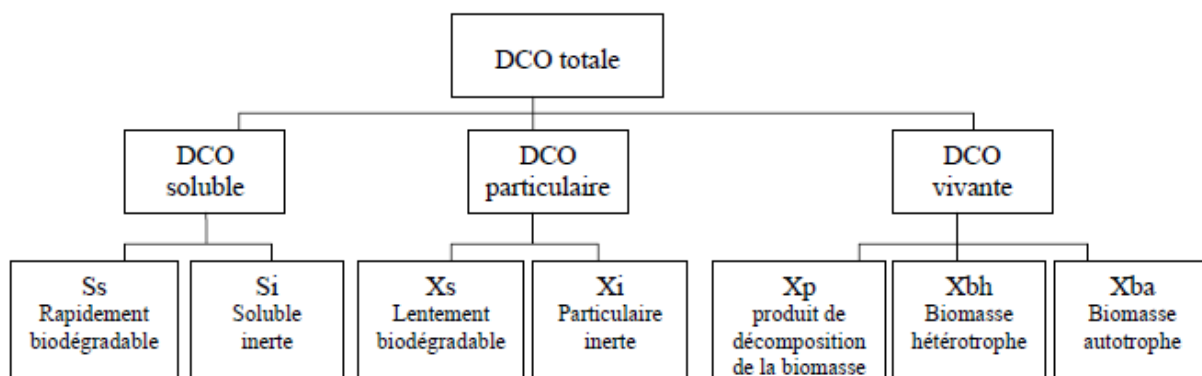 DCO totale
DCO
soluble
DCO
particulaire
DCO
vivante
Ss
Rapidement
biodégradable
Si
Soluble
inerte
Xs
Lentement
biodégradable
Xi
Particulaire
inerte
Xp
produit de
décomposition
de la biomasse
Xbh
Biomasse
hétérotrophe
Xba
Biomasse
autotrophe